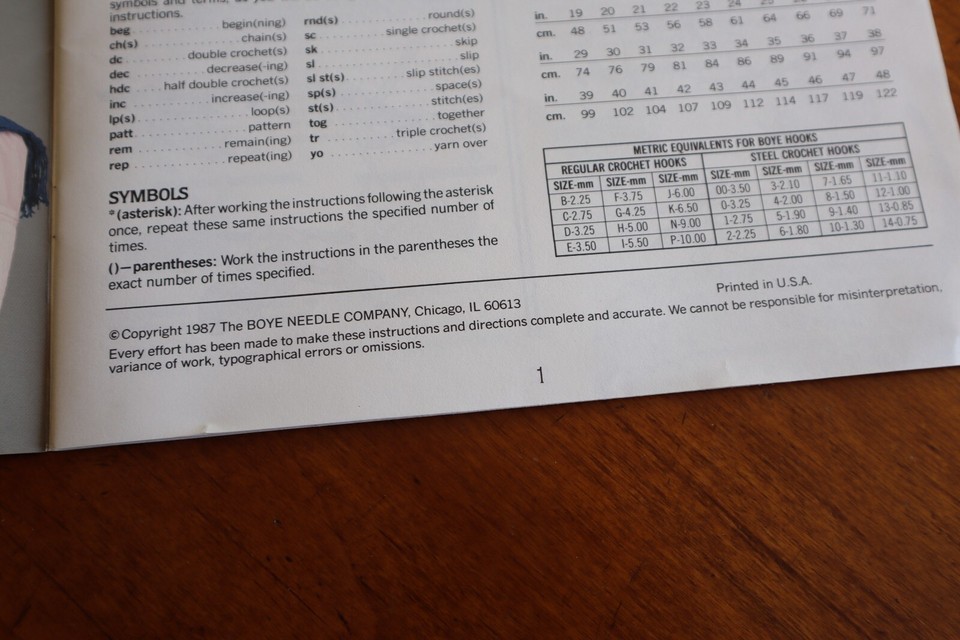 symbols and terms, as you
instructions.
beg . . . . . . . . . . begin(ning)
ch(s) . . . . . . . . . . chain(s)
dc . . . . . . . double crochet(s)
dec . . . . . . . . . decrease(-ing)
hdc . . . . half double crochet(s)
inc . . . . . . . . . . increase(-ing)
lp(s) . . . . . . . . . . loop(s)
patt . . . . . . . . . . pattern
rem . . . . . . . . . . remain(ing)
rep . . . . . . . . . . repeat(ing)
rnd(s) . . . . . . . . . . round(s)
sc . . . . . . . single crochet(s)
sk . . . . . . . . . . skip
sl . . . . . . . . . . slip
sl st(s) . . . . . . . slip stitch(es)
sp(s) . . . . . . . . . . space(s)
st(s) . . . . . . . . . . stitch(es)
tog . . . . . . . . . . together
tr . . . . . . . triple crochet(s)
yo . . . . . . . . . . yarn over
SYMBOLS
*(asterisk): After working the instructions following the asterisk
once, repeat these same instructions the specified number of
times.
()—parentheses: Work the instructions in the parentheses the
exact number of times specified.
in. 19 20 21 22 23 24 25
cm. 48 51 53 56 58 61 64 66 69 71
in. 29 30 31 32 33 34 35 36 37 38
cm. 74 76 79 81 84 86 89 91 94 97
in. 39 40 41 42 43 44 45 46 47 48
cm. 99 102 104 107 109 112 114 117 119 122
METRIC EQUIVALENTS FOR BOYE HOOKS
REGULAR CROCHET HOOKS STEEL CROCHET HOOKS
SIZE-mm SIZE-mm SIZE-mm SIZE-mm SIZE-mm SIZE-mm SIZE-mm
B-2.25 F-3.75 J-6.00 00-3.50 3-2.10 7-1.65 11-1.10
C-2.75 G-4.25 K-6.50 0-3.25 4-2.00 8-1.50 12-1.00
D-3.25 H-5.00 N-9.00 1-2.75 5-1.90 9-1.40 13-0.85
E-3.50 I-5.50 P-10.00 2-2.25 6-1.80 10-1.30 14-0.75
©Copyright 1987 The BOYE NEEDLE COMPANY, Chicago, IL 60613 Printed in U.S.A.
Every effort has been made to make these instructions and directions complete and accurate. We cannot be responsible for misinterpretation,
variance of work, typographical errors or omissions.
1